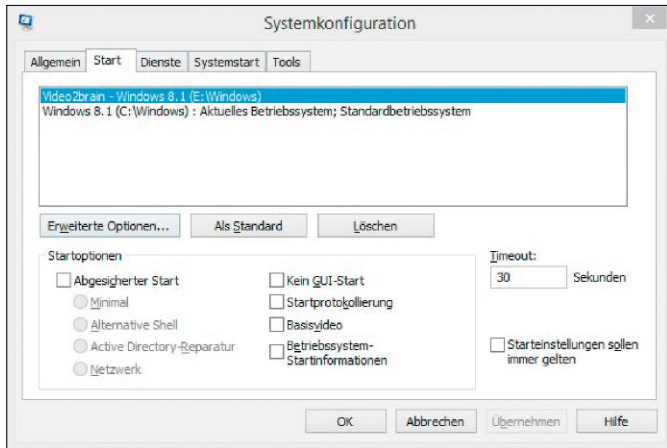 Systemkonfiguration
Allgemein Start Dienste Systemstart Tools
Video2brain - Windows 8.1 (E:\Windows)
Windows 8.1 (C:\Windows) : Aktuelles Betriebssystem; Standardbetriebssystem
Erweiterte Optionen... Als Standard Löschen
Startoptionen
Abgesicherter Start
Minimal
Alternative Shell
Active Directory-Reparatur
Netzwerk
Kein GUI-Start
Startprotokollierung
Basisvideo
Betriebssystem-
Startinformationen
Timeout:
30 Sekunden
Starteinstellungen sollen
immer gelten
OK Abbrechen Übernehmen Hilfe